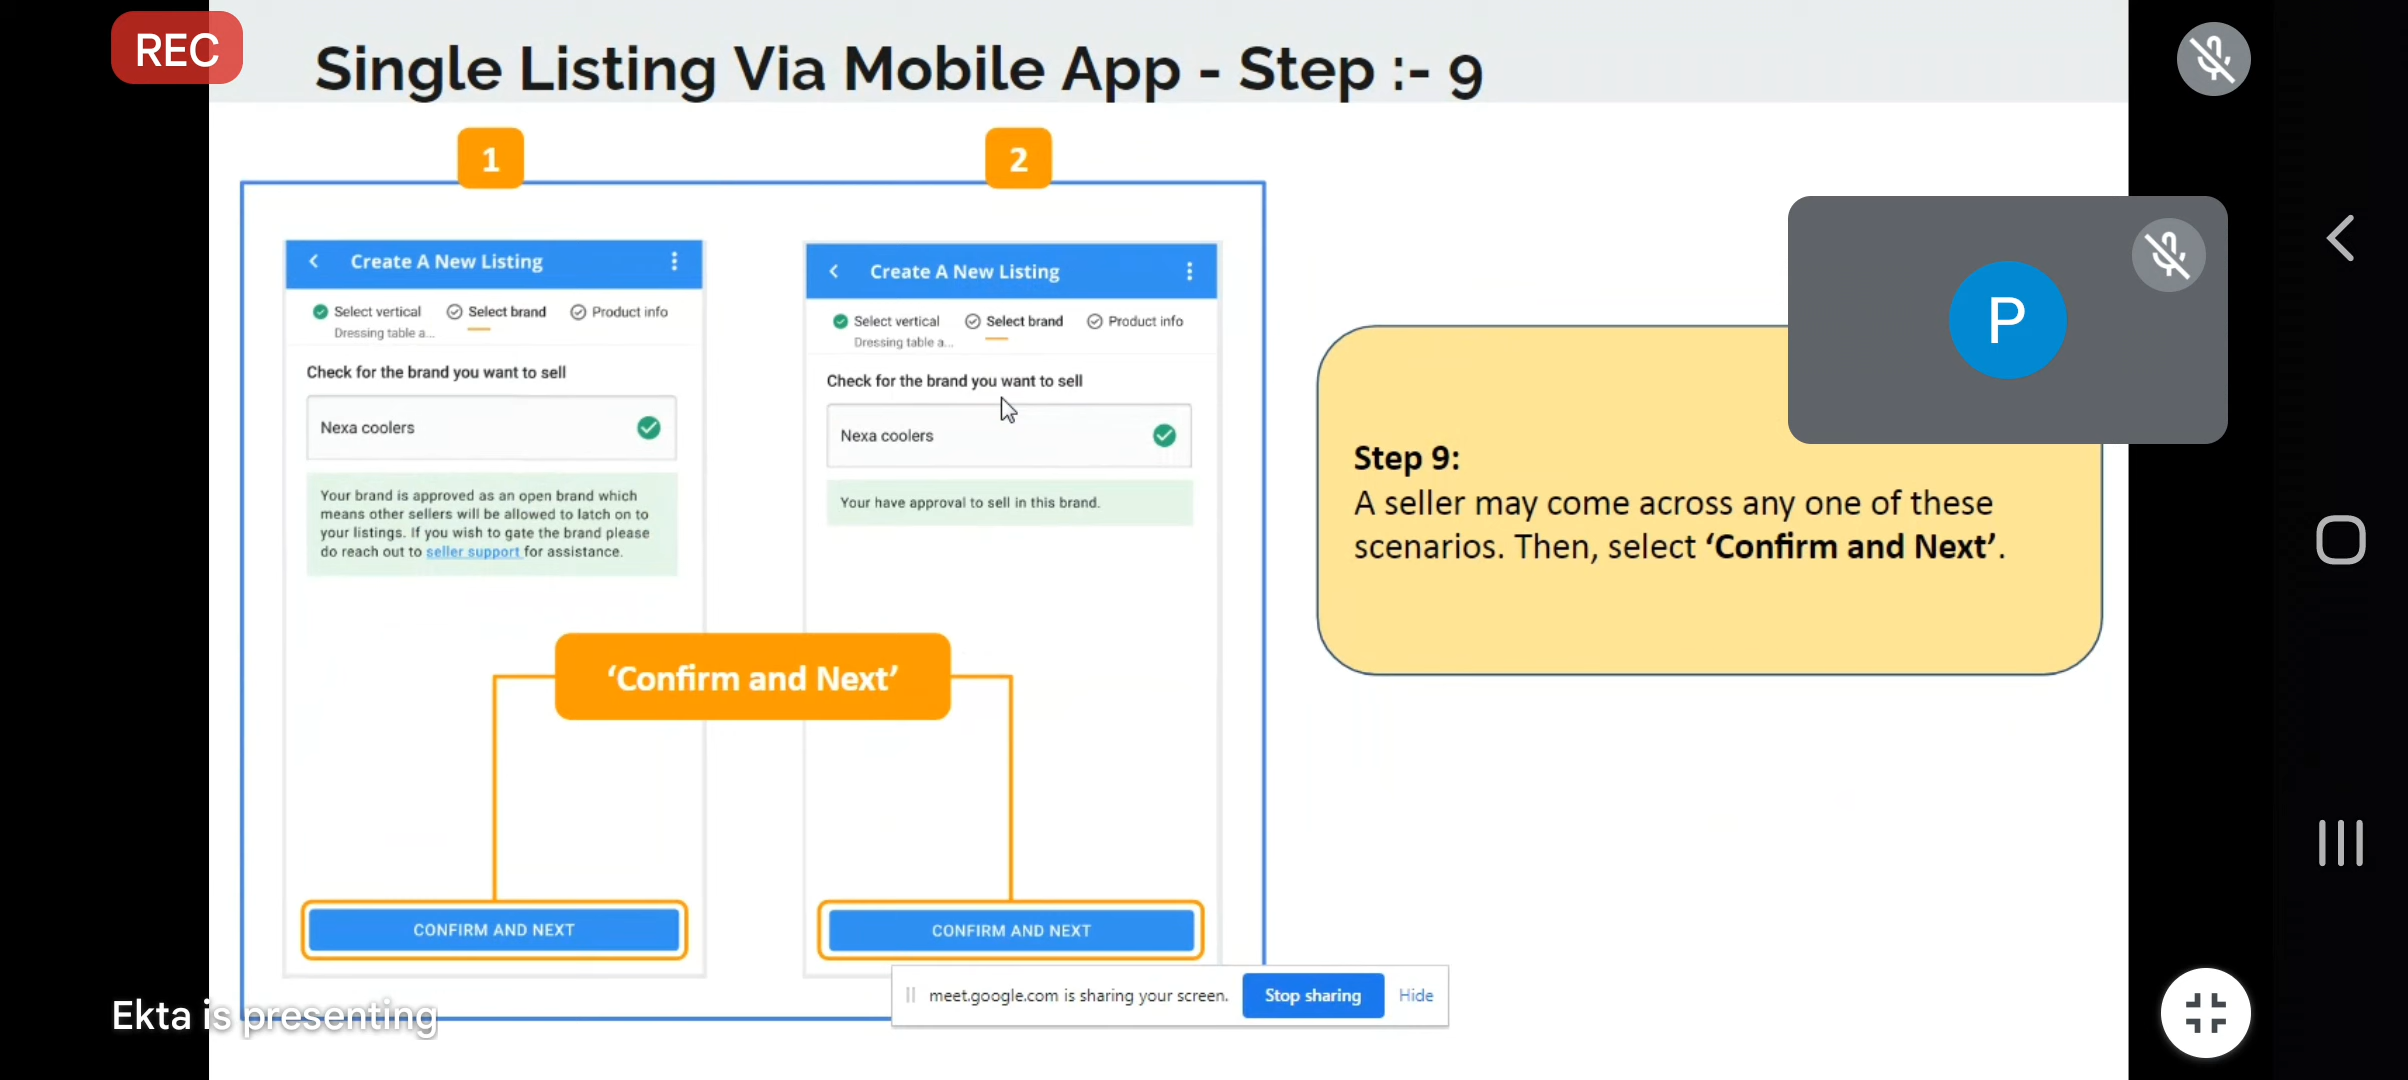 REC
Single Listing Via Mobile App - Step :- 9
1
2
Create A New Listing
Select vertical
Select brand
Product info
Dressing table a...
Check for the brand you want to sell
Nexa coolers
Your brand is approved as an open brand which
means other sellers will be allowed to latch on to
your listings. If you wish to gate the brand please
do reach out to seller support for assistance.
CONFIRM AND NEXT
Create A New Listing
Select vertical
Select brand
Product info
Dressing table a...
Check for the brand you want to sell
Nexa coolers
Your have approval to sell in this brand.
CONFIRM AND NEXT
‘Confirm and Next’
P
Step 9:
A seller may come across any one of these
scenarios. Then, select ‘Confirm and Next’.
meet.google.com is sharing your screen.
Stop sharing
Hide
Ekta is presenting